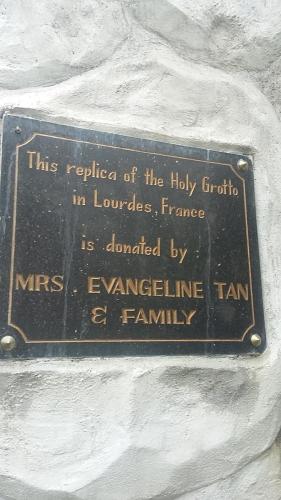 This replica of the Holy Grotto
in Lourdes, France
is donated by :
MRS. EVANGELINE TAN
& FAMILY